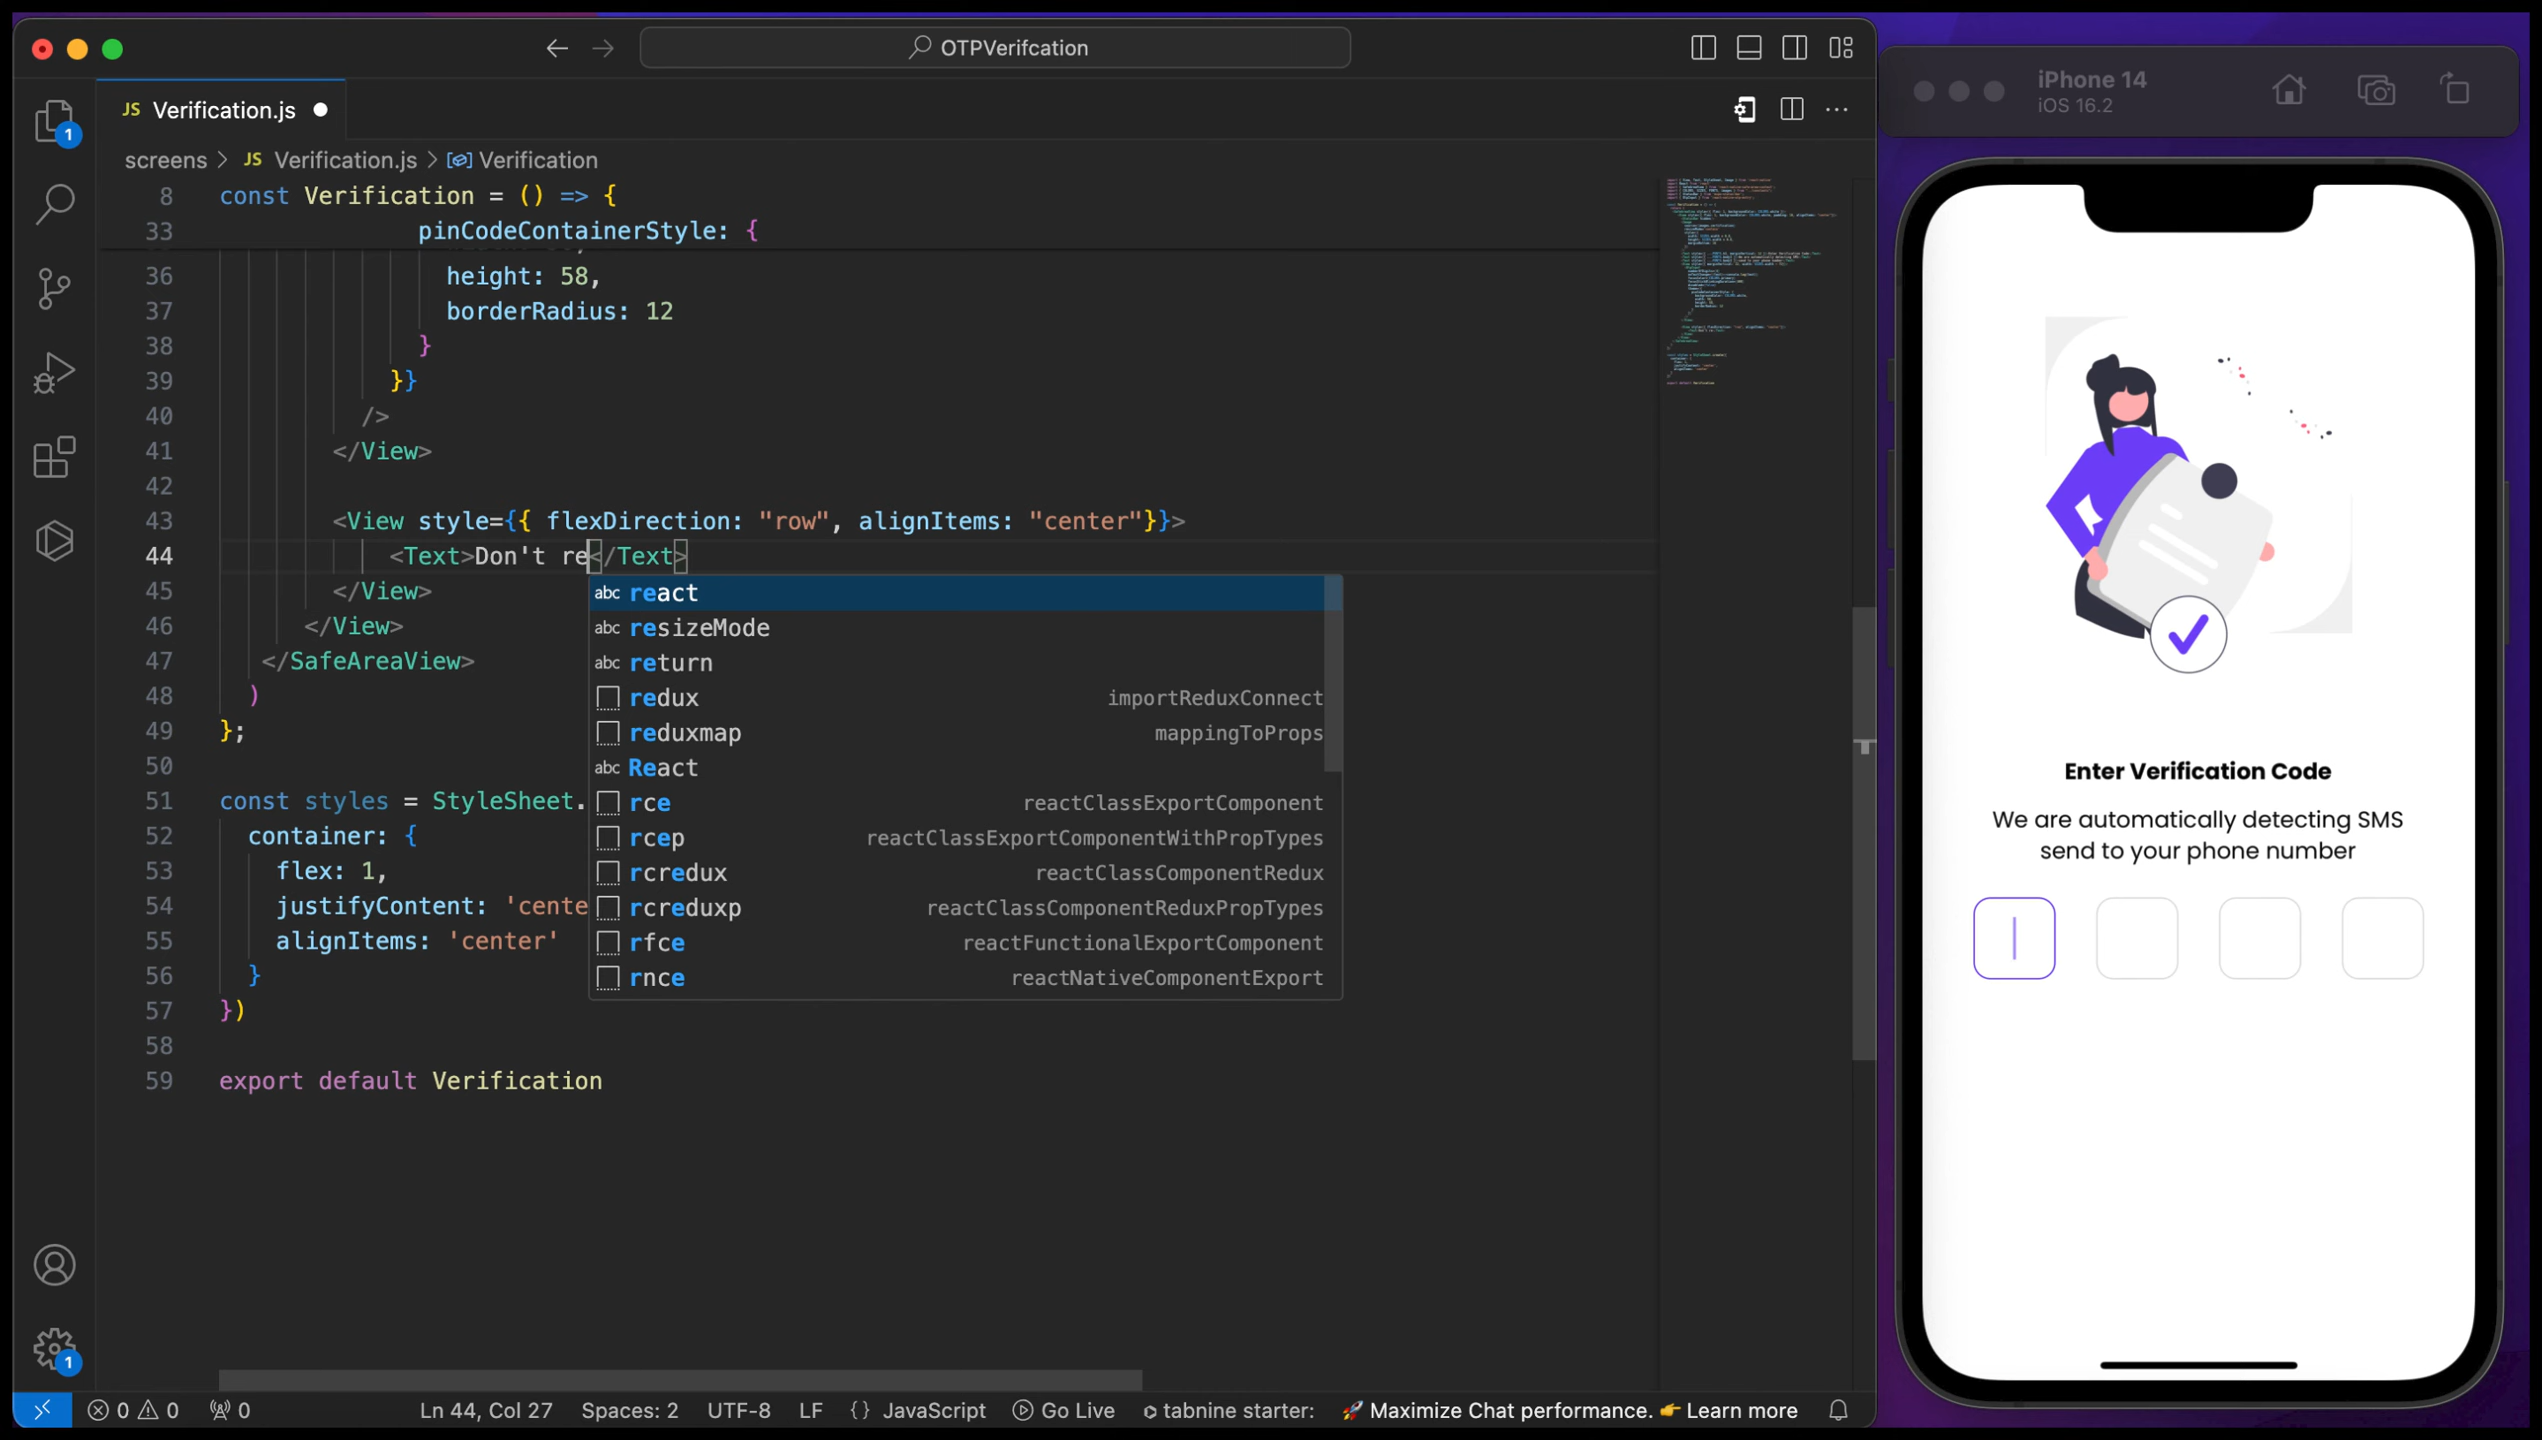 OTPVerifcation
JS Verification.js
1
screens > JS Verification.js > Verification
8 const Verification = () => {
33 pinCodeContainerStyle: {
36 height: 58,
37 borderRadius: 12
38 }
39 }}
40 />
41 </View>
42
43 <View style={{ flexDirection: "row", alignItems: "center"}}>
44 <Text>Don't re</Text>
45 </View>
46 </View>
47 </SafeAreaView>
48 )
49 };
50
51 const styles = StyleSheet.
52 container: {
53 flex: 1,
54 justifyContent: 'cente
55 alignItems: 'center'
56 }
57 })
58
59 export default Verification
abc react
abc resizeMode
abc return
redux importReduxConnect
reduxmap mappingToProps
abc React
rce reactClassExportComponent
rcep reactClassExportComponentWithPropTypes
rcredux reactClassComponentRedux
rcreduxp reactClassComponentReduxPropTypes
rfce reactFunctionalExportComponent
rnce reactNativeComponentExport
1
0 0 0 Ln 44, Col 27 Spaces: 2 UTF-8 LF {} JavaScript Go Live tabnine starter: 🚀 Maximize Chat performance. 👉 Learn more
iPhone 14
iOS 16.2
Enter Verification Code
We are automatically detecting SMS
send to your phone number